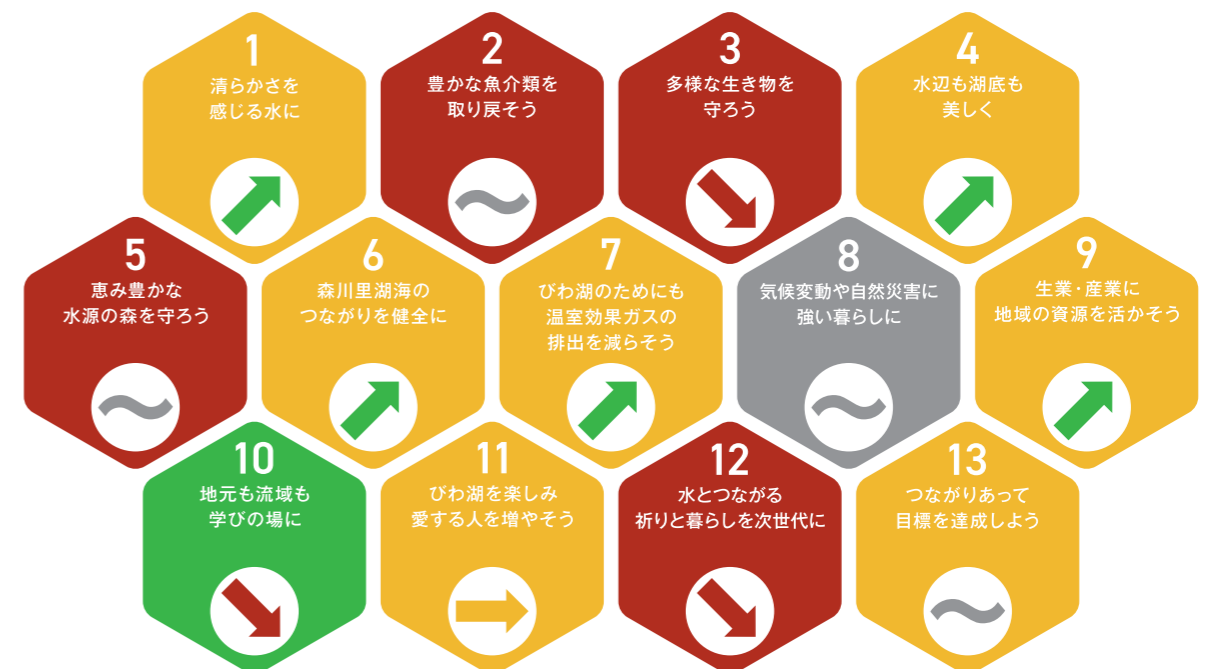 1
清らかさを
感じる水に
2
豊かな魚介類を
取り戻そう
3
多様な生き物を
守ろう
4
水辺も湖底も
美しく
5
恵み豊かな
水源の森を守ろう
6
森川里湖海の
つながりを健全に
7
びわ湖のためにも
温室効果ガスの
排出を減らそう
8
気候変動や自然災害に
強い暮らしに
9
生業・産業に
地域の資源を活かそう
10
地元も流域も
学びの場に
11
びわ湖を楽しみ
愛する人を増やそう
12
水とつながる
祈りと暮らしを次世代に
13
つながりあって
目標を達成しよう